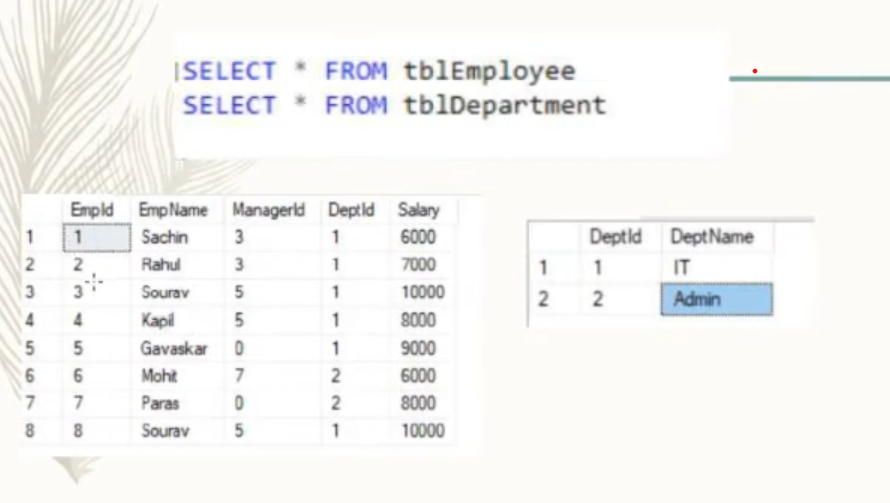 SELECT * FROM tblEmployee
SELECT * FROM tblDepartment
EmpId EmpName ManagerId DeptId Salary
1 1 Sachin 3 1 6000
2 2 Rahul 3 1 7000
3 3 Sourav 5 1 10000
4 4 Kapil 5 1 8000
5 5 Gavaskar 0 1 9000
6 6 Mohit 7 2 6000
7 7 Paras 0 2 8000
8 8 Sourav 5 1 10000
DeptId DeptName
1 1 IT
2 2 Admin